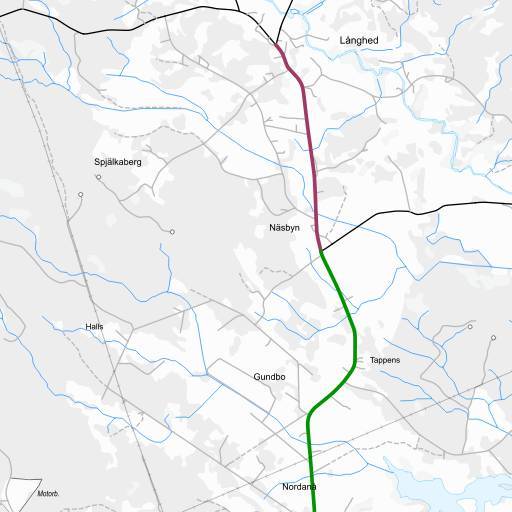 Långhed
Spjälkaberg
Näsbyn
Halls
Tappens
Gundbo
Nordanå
Motorb.